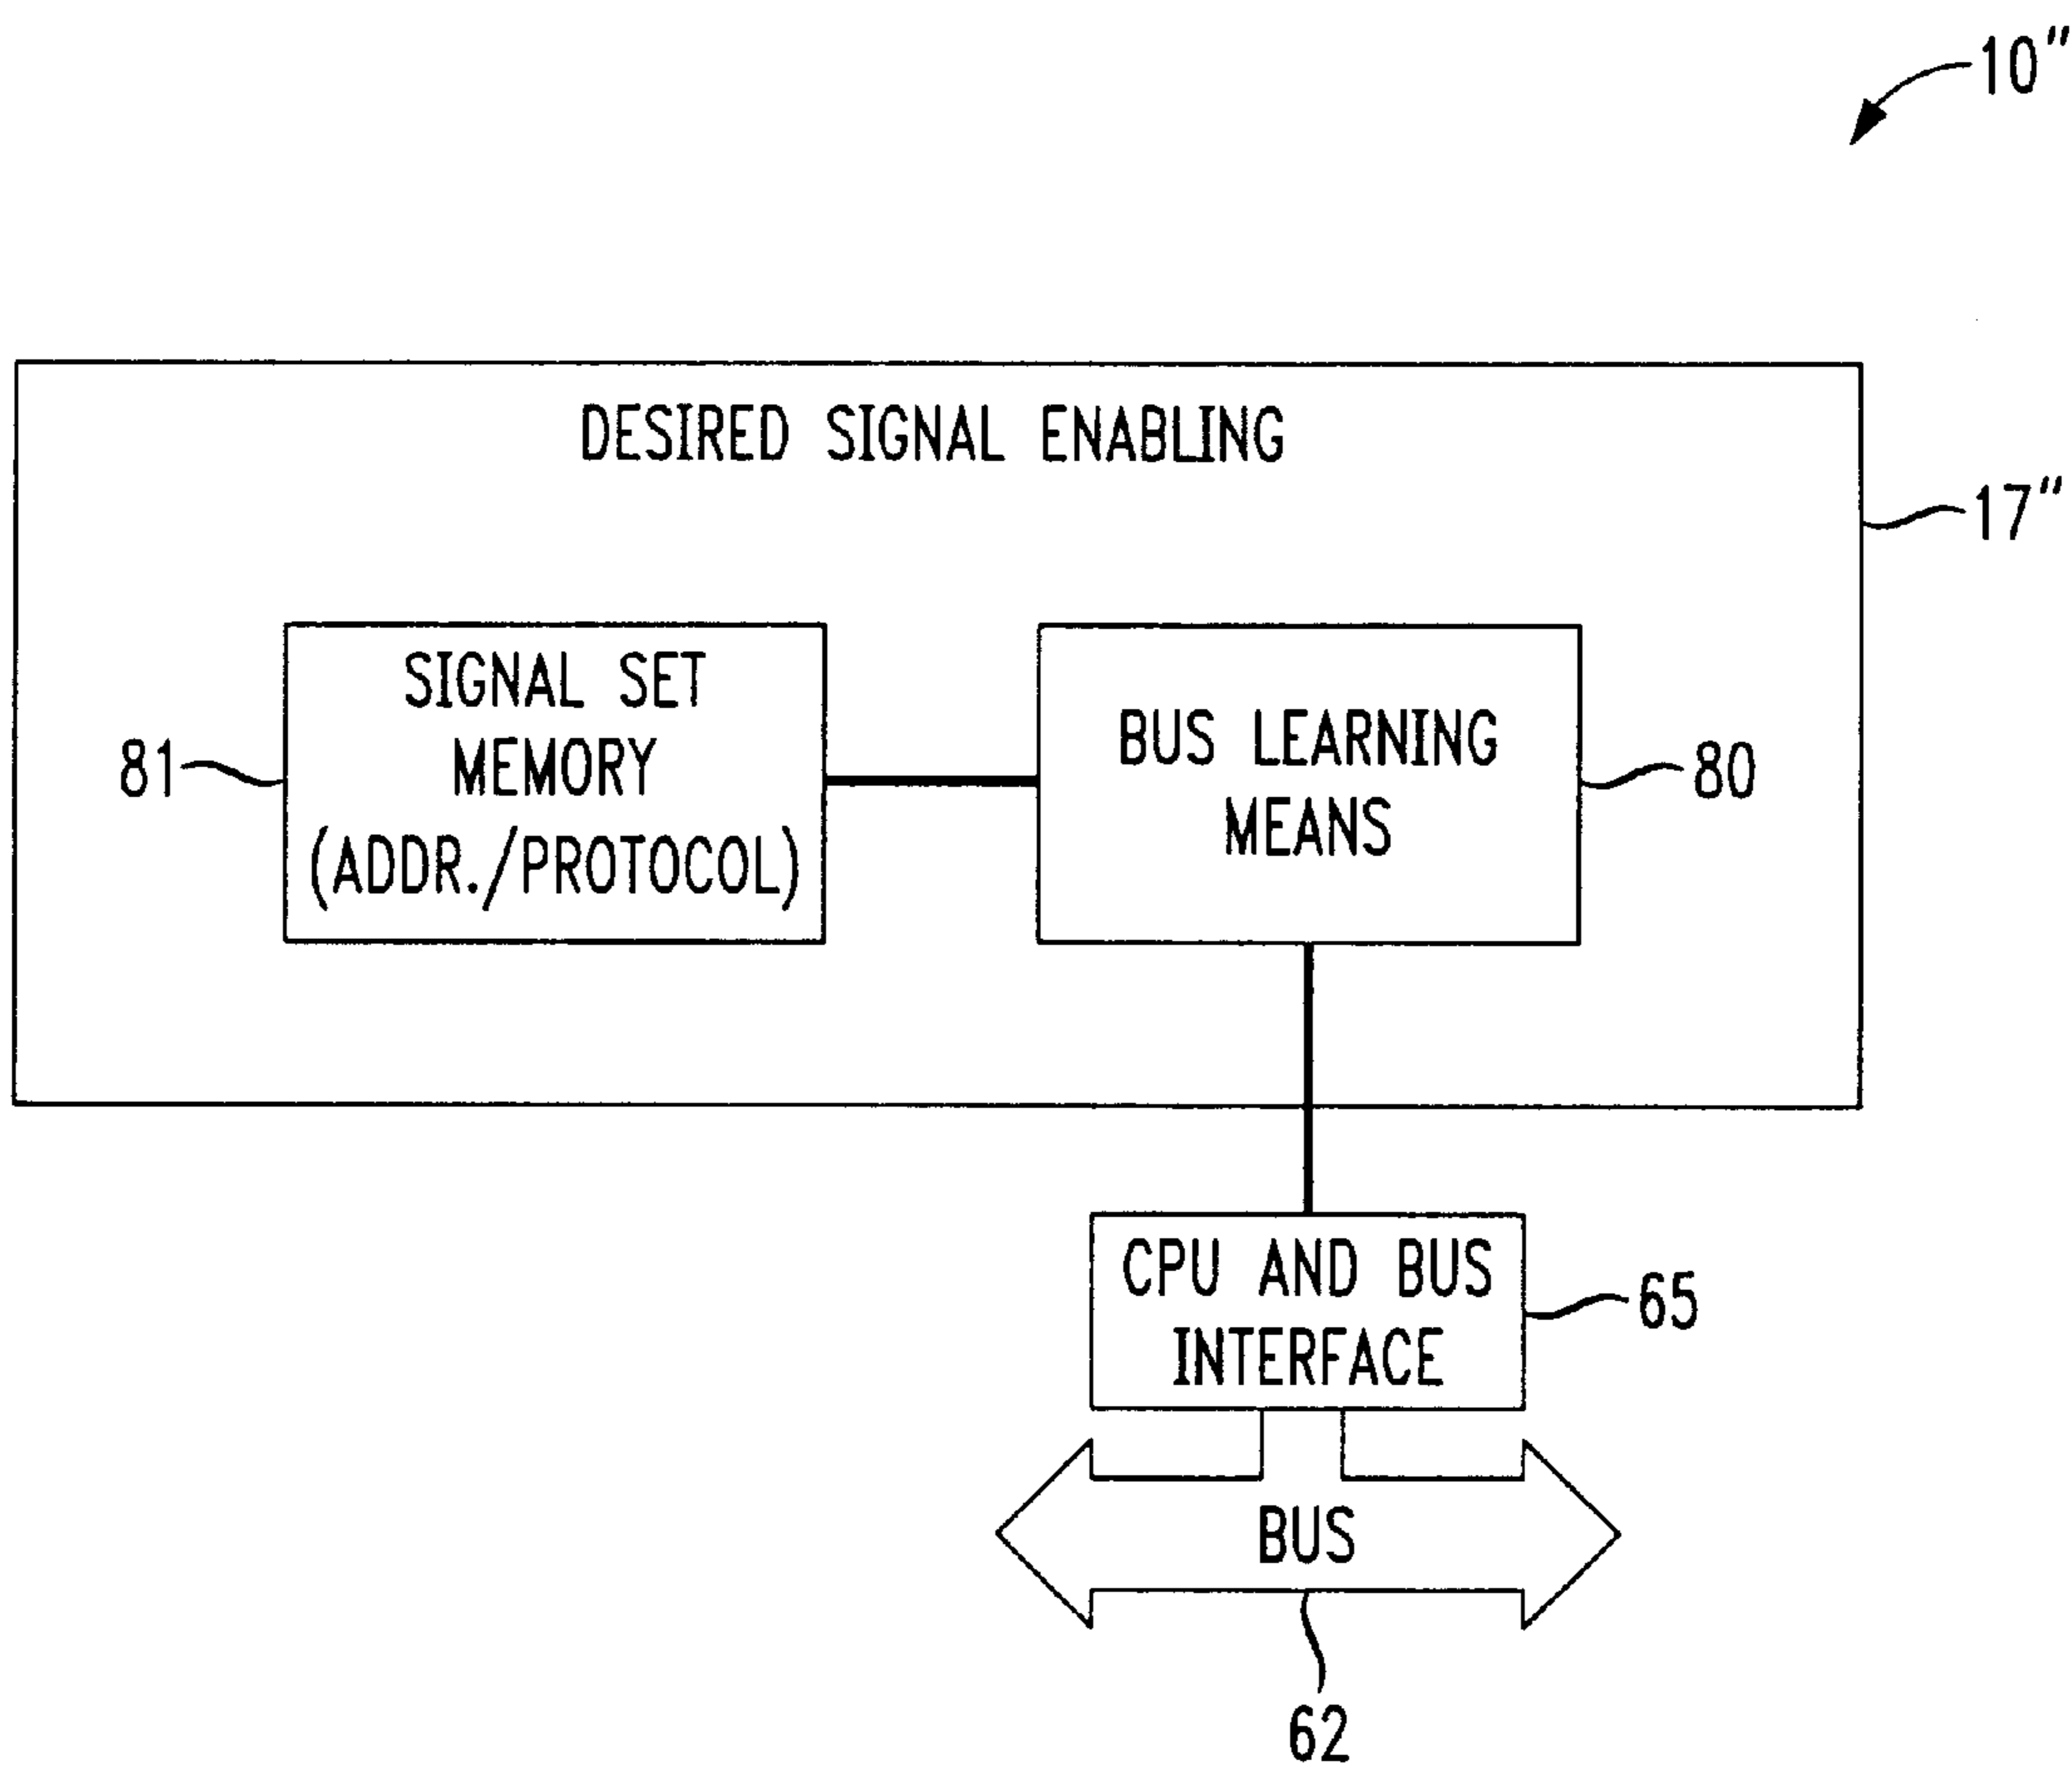 10"
DESIRED SIGNAL ENABLING
17"
SIGNAL SET
MEMORY
(ADDR./PROTOCOL)
81
BUS LEARNING
MEANS
80
CPU AND BUS
INTERFACE
65
BUS
62